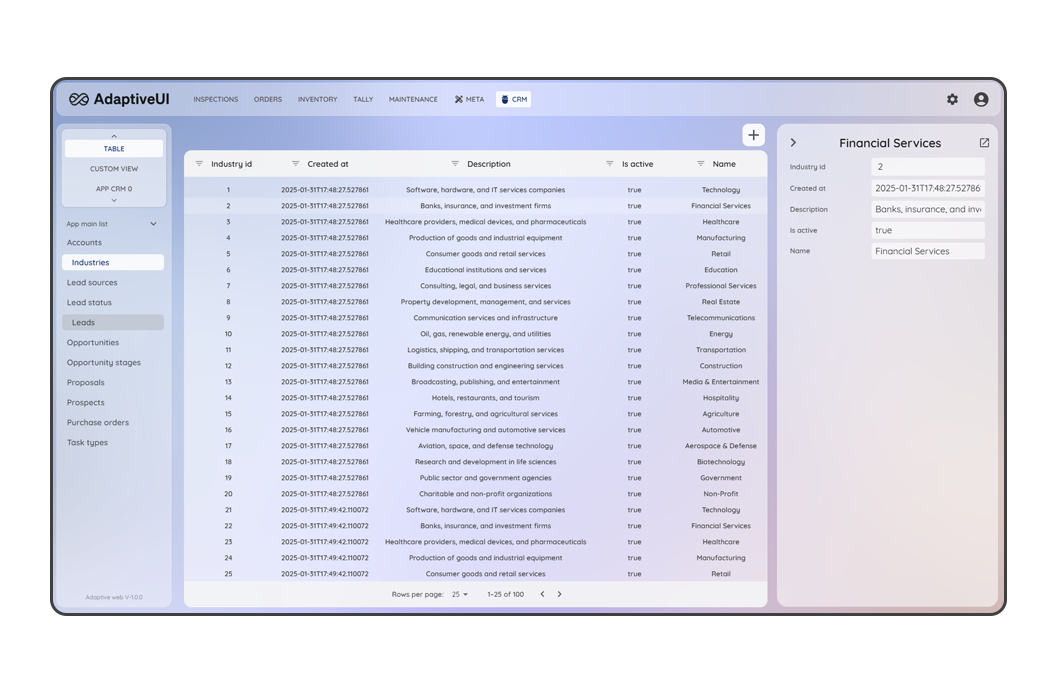 AdaptiveUI INSPECTIONS ORDERS INVENTORY TALLY MAINTENANCE META CRM
TABLE
CUSTOM VIEW
APP CRM 0
App main list
Accounts
Industries
Lead sources
Lead status
Leads
Opportunities
Opportunity stages
Proposals
Prospects
Purchase orders
Task types
Adaptive web V-1.0.0
+
Industry id Created at Description Is active Name
1 2025-01-31T17:48:27.527861 Software, hardware, and IT services companies true Technology
2 2025-01-31T17:48:27.527861 Banks, insurance, and investment firms true Financial Services
3 2025-01-31T17:48:27.527861 Healthcare providers, medical devices, and pharmaceuticals true Healthcare
4 2025-01-31T17:48:27.527861 Production of goods and industrial equipment true Manufacturing
5 2025-01-31T17:48:27.527861 Consumer goods and retail services true Retail
6 2025-01-31T17:48:27.527861 Educational institutions and services true Education
7 2025-01-31T17:48:27.527861 Consulting, legal, and business services true Professional Services
8 2025-01-31T17:48:27.527861 Property development, management, and services true Real Estate
9 2025-01-31T17:48:27.527861 Communication services and infrastructure true Telecommunications
10 2025-01-31T17:48:27.527861 Oil, gas, renewable energy, and utilities true Energy
11 2025-01-31T17:48:27.527861 Logistics, shipping, and transportation services true Transportation
12 2025-01-31T17:48:27.527861 Building construction and engineering services true Construction
13 2025-01-31T17:48:27.527861 Broadcasting, publishing, and entertainment true Media & Entertainment
14 2025-01-31T17:48:27.527861 Hotels, restaurants, and tourism true Hospitality
15 2025-01-31T17:48:27.527861 Farming, forestry, and agricultural services true Agriculture
16 2025-01-31T17:48:27.527861 Vehicle manufacturing and automotive services true Automotive
17 2025-01-31T17:48:27.527861 Aviation, space, and defense technology true Aerospace & Defense
18 2025-01-31T17:48:27.527861 Research and development in life sciences true Biotechnology
19 2025-01-31T17:48:27.527861 Public sector and government agencies true Government
20 2025-01-31T17:48:27.527861 Charitable and non-profit organizations true Non-Profit
21 2025-01-31T17:49:42.110072 Software, hardware, and IT services companies true Technology
22 2025-01-31T17:49:42.110072 Banks, insurance, and investment firms true Financial Services
23 2025-01-31T17:49:42.110072 Healthcare providers, medical devices, and pharmaceuticals true Healthcare
24 2025-01-31T17:49:42.110072 Production of goods and industrial equipment true Manufacturing
25 2025-01-31T17:49:42.110072 Consumer goods and retail services true Retail
Rows per page: 25 1-25 of 100
Financial Services
Industry id 2
Created at 2025-01-31T17:48:27.52786
Description Banks, insurance, and inv
Is active true
Name Financial Services